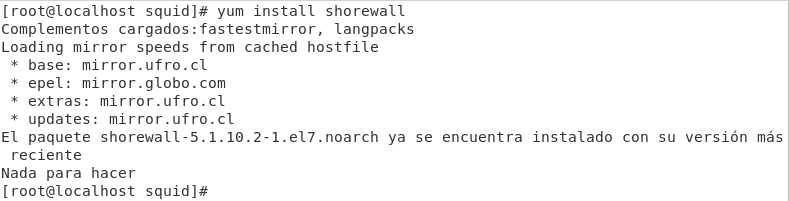 [root@localhost squid]# yum install shorewall
Complementos cargados:fastestmirror, langpacks
Loading mirror speeds from cached hostfile
 * base: mirror.ufro.cl
 * epel: mirror.globo.com
 * extras: mirror.ufro.cl
 * updates: mirror.ufro.cl
El paquete shorewall-5.1.10.2-1.el7.noarch ya se encuentra instalado con su versión más
 reciente
Nada para hacer
[root@localhost squid]#